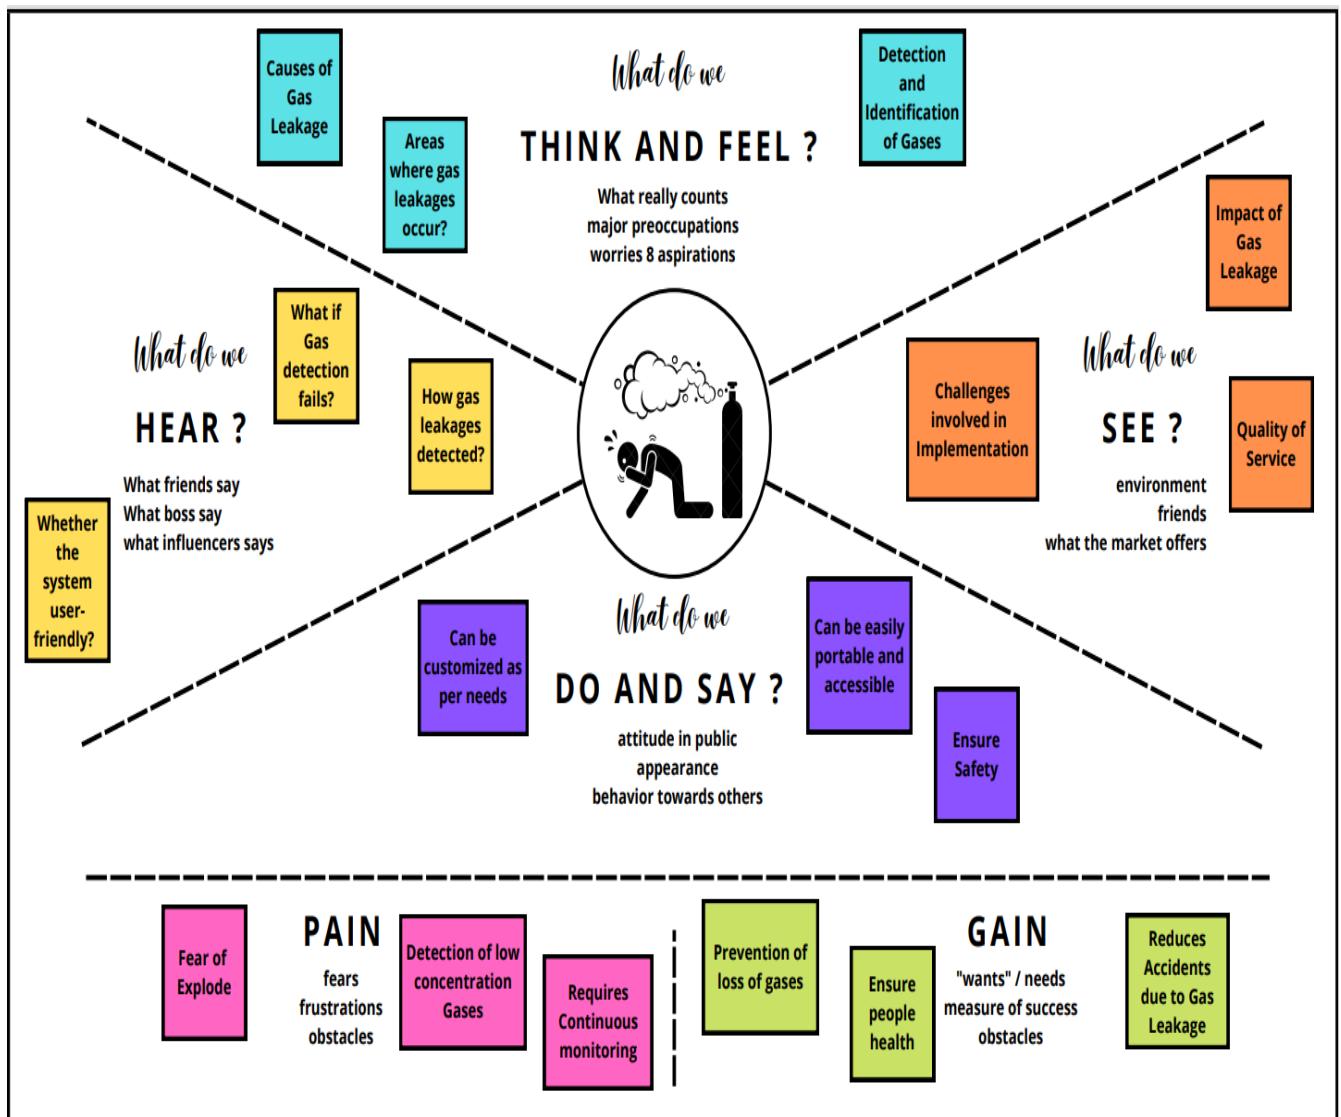 Causes of
Gas
Leakage
Areas
where gas
leakages
occur?
What do we
THINK AND FEEL ?
What really counts
major preoccupations
worries 8 aspirations
Detection
and
Identification
of Gases
What if
Gas
detection
fails?
What do we
HEAR ?
What friends say
What boss say
what influencers says
How gas
leakages
detected?
Whether
the
system
user-
friendly?
Impact of
Gas
Leakage
Challenges
involved in
Implementation
What do we
SEE ?
environment
friends
what the market offers
Quality of
Service
Can be
customized as
per needs
What do we
DO AND SAY ?
attitude in public
appearance
behavior towards others
Can be easily
portable and
accessible
Ensure
Safety
Fear of
Explode
PAIN
fears
frustrations
obstacles
Detection of low
concentration
Gases
Requires
Continuous
monitoring
Prevention of
loss of gases
Ensure
people
health
GAIN
"wants" / needs
measure of success
obstacles
Reduces
Accidents
due to Gas
Leakage